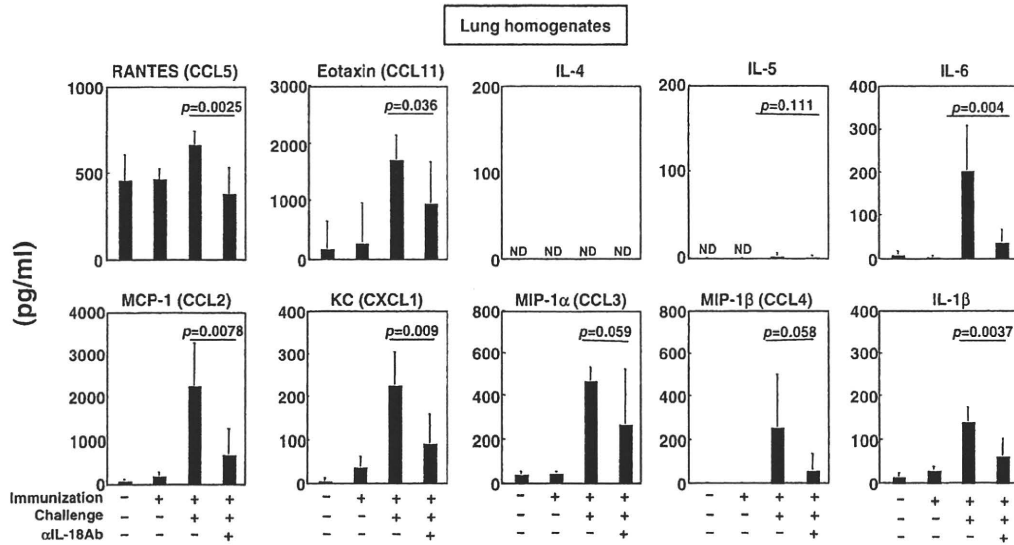 Lung homogenates
RANTES (CCL5) Eotaxin (CCL11) IL-4 IL-5 IL-6
1000 500 0 p=0.0025
3000 2000 1000 0 p=0.036
200 100 0 ND ND ND ND
200 100 0 ND ND p=0.111
400 300 200 100 0 p=0.004
(pg/ml)
MCP-1 (CCL2) KC (CXCL1) MIP-1α (CCL3) MIP-1β (CCL4) IL-1β
4000 3000 2000 1000 0 p=0.0078
400 300 200 100 0 p=0.009
800 600 400 200 0 p=0.059
800 600 400 200 0 p=0.058
400 300 200 100 0 p=0.0037
Immunization − + + + − + + + − + + + − + + + − + + +
Challenge − − + + − − + + − − + + − − + + − − + +
αIL-18Ab − − − + − − − + − − − + − − − + − − − +